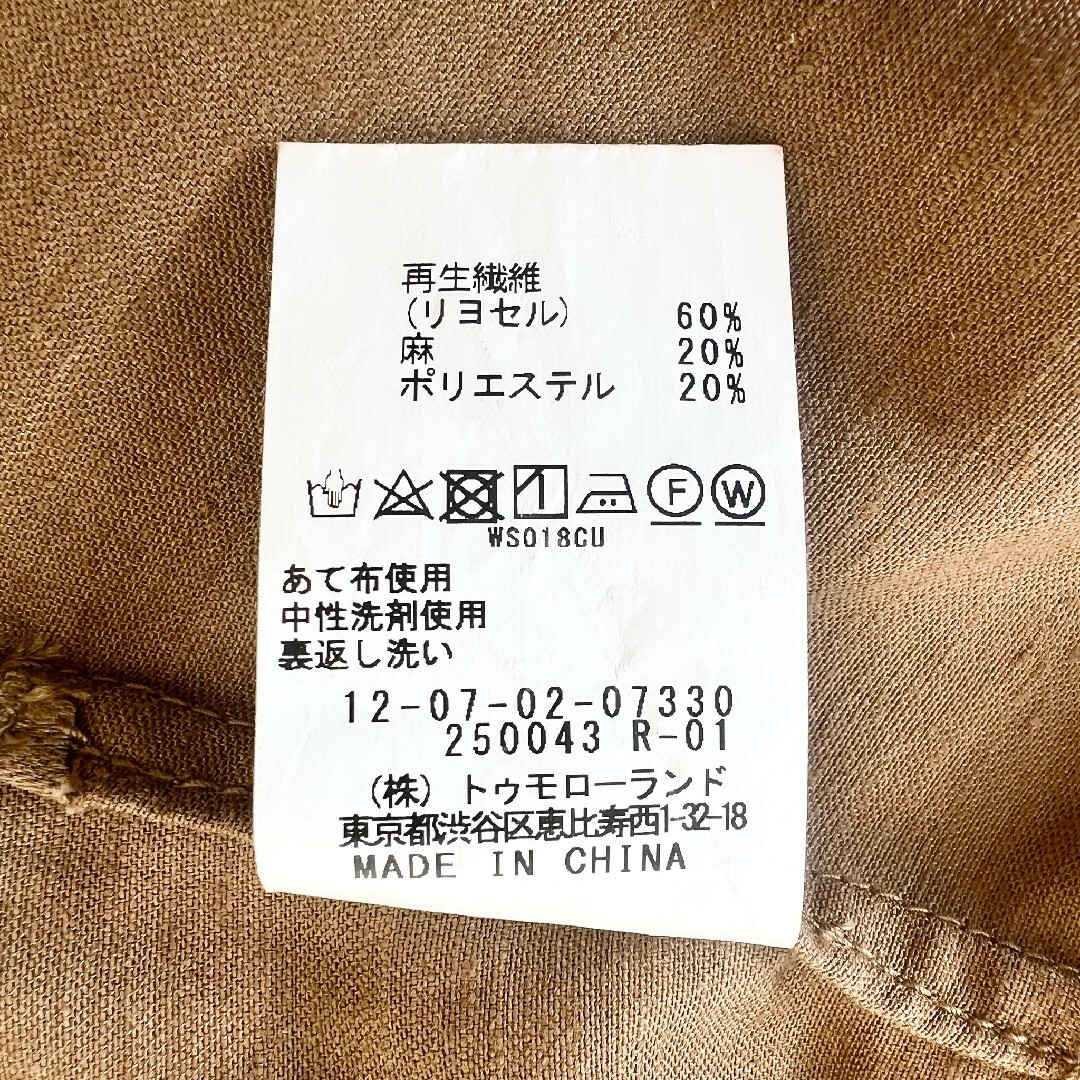 再生繊維
(リヨセル) 60%
麻 20%
ポリエステル 20%
F W
WS018CU
あて布使用
中性洗剤使用
裏返し洗い
12-07-02-07330
250043 R-01
(株) トゥモローランド
東京都渋谷区恵比寿西1-32-18
MADE IN CHINA